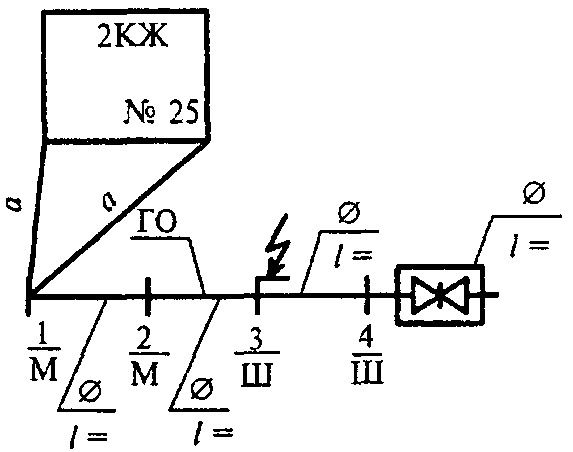 2КЖ
№ 25
а
а
ГО
Ø
l =
Ø
l =
1
М
2
М
3
Ш
4
Ш
Ø
l =
Ø
l =